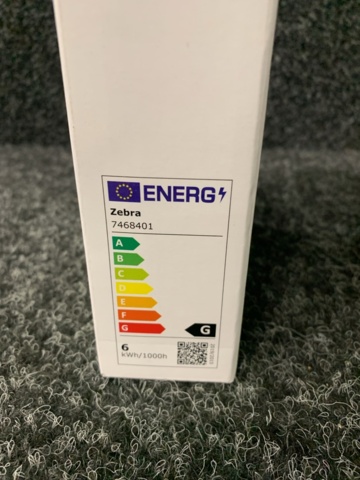 ENERG
Zebra
7468401
A
B
C
D
E
F
G
G
6
kWh/1000h